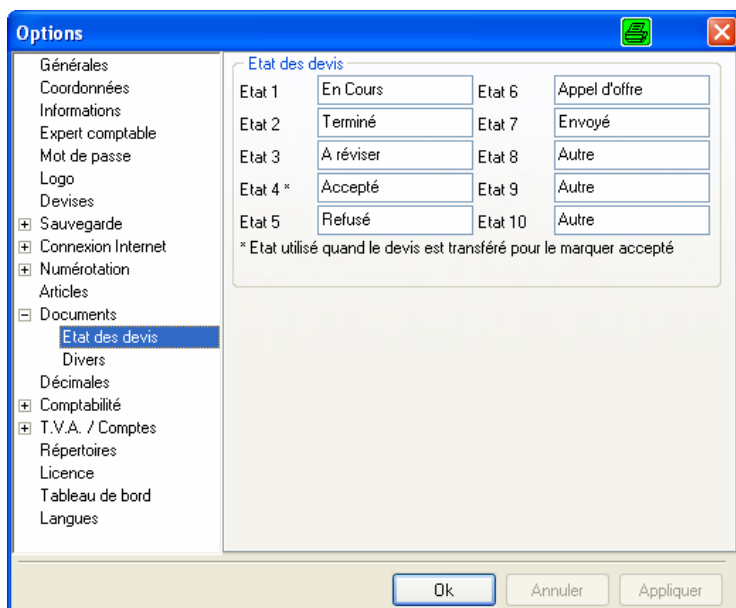 Options
Générales
Coordonnées
Informations
Expert comptable
Mot de passe
Logo
Devises
Sauvegarde
Connexion Internet
Numérotation
Articles
Documents
Etat des devis
Divers
Décimales
Comptabilité
T.V.A. / Comptes
Répertoires
Licence
Tableau de bord
Langues
Etat des devis
Etat 1 En Cours Etat 6 Appel d'offre
Etat 2 Terminé Etat 7 Envoyé
Etat 3 A réviser Etat 8 Autre
Etat 4 * Accepté Etat 9 Autre
Etat 5 Refusé Etat 10 Autre
* Etat utilisé quand le devis est transféré pour le marquer accepté
Ok Annuler Appliquer